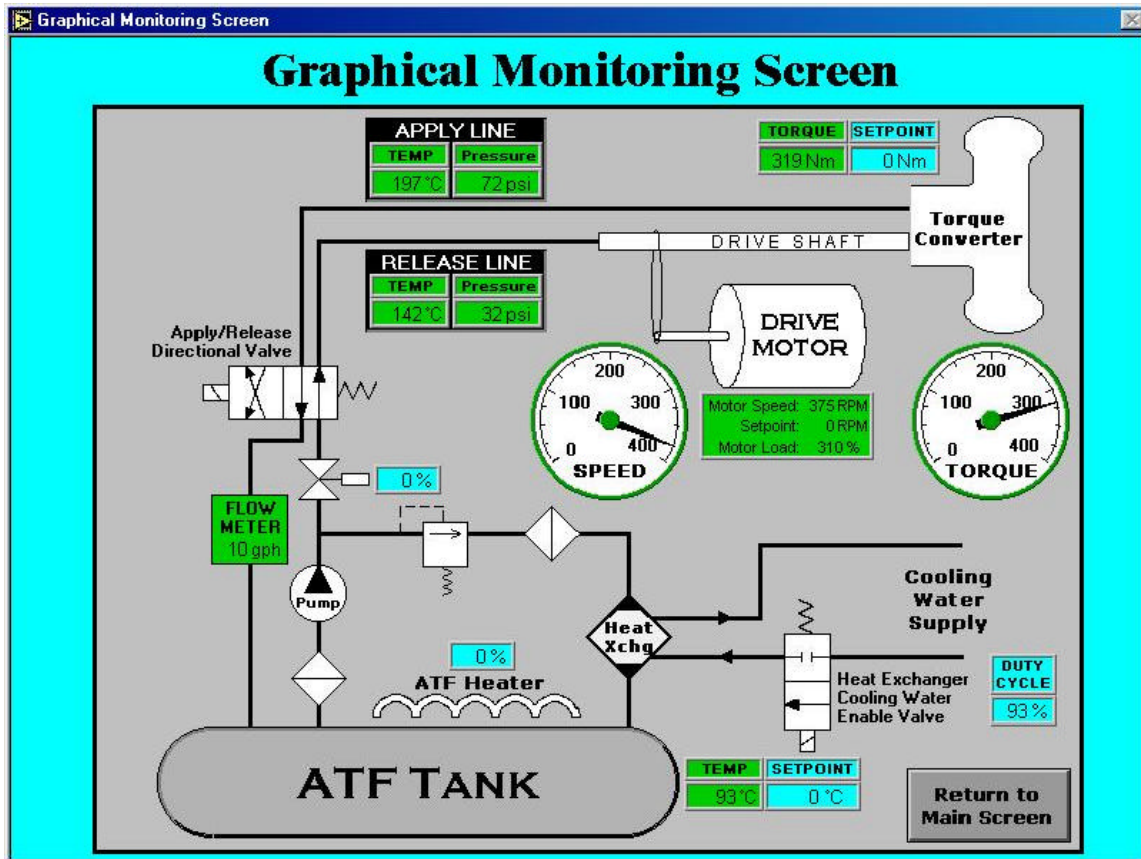 Graphical Monitoring Screen
Graphical Monitoring Screen
APPLY LINE
TEMP Pressure
197 °C 72 psi
TORQUE SETPOINT
319 Nm 0 Nm
Torque
Converter
DRIVE SHAFT
RELEASE LINE
TEMP Pressure
142 °C 32 psi
Apply/Release
Directional Valve
DRIVE
MOTOR
Motor Speed: 375 RPM
Setpoint: 0 RPM
Motor Load: 310 %
0 100 200 300 400
SPEED
0 100 200 300 400
TORQUE
0 %
FLOW
METER
10 gph
Pump
Heat
Xchg
Cooling
Water
Supply
0 %
ATF Heater
Heat Exchanger
Cooling Water
Enable Valve
DUTY
CYCLE
93 %
ATF TANK
TEMP SETPOINT
93 °C 0 °C
Return to
Main Screen